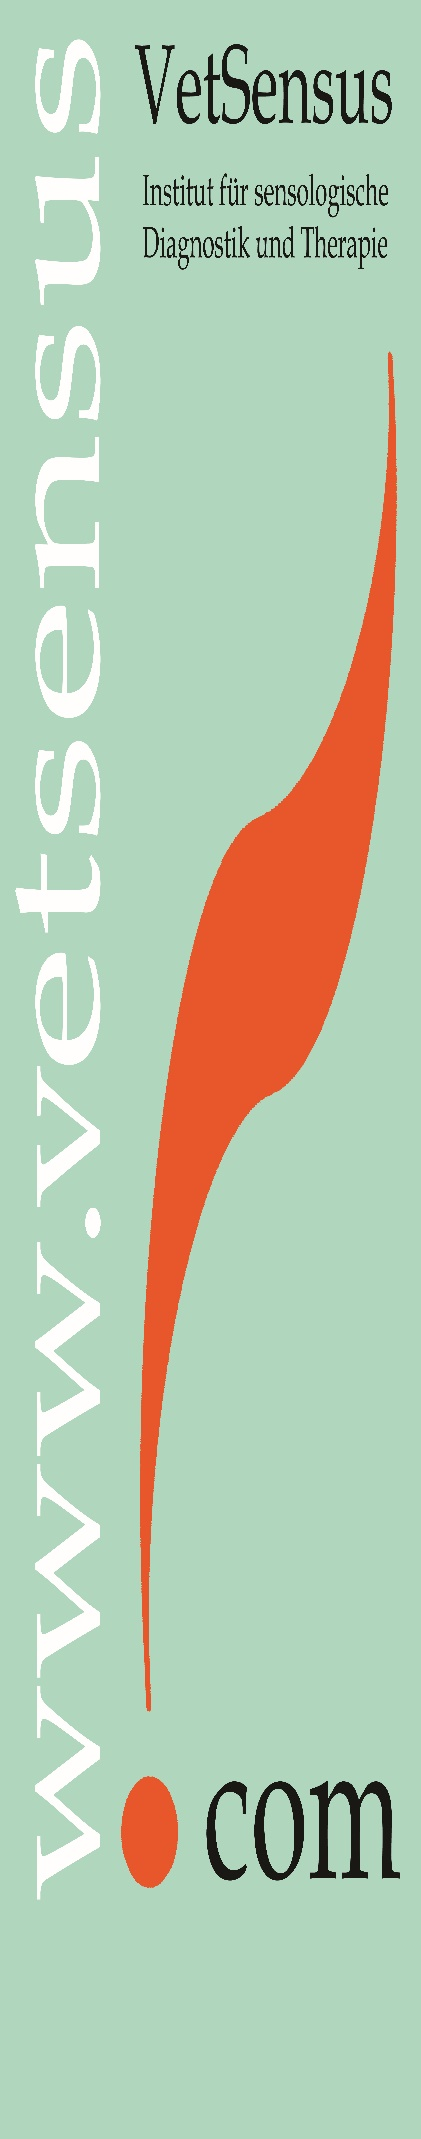 VetSensus
Institut für sensologische
Diagnostik und Therapie
www.vetsensus
.com